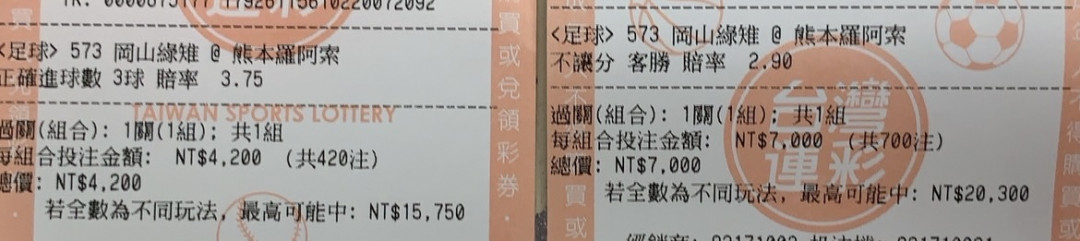 <足球> 573 岡山綠雉 @ 熊本羅阿索
正確進球數 3球 賠率 3.75
TAIWAN SPORTS LOTTERY
過關(組合): 1關(1組); 共1組
每組合投注金額: NT$4,200 (共420注)
總價: NT$4,200
若全數為不同玩法, 最高可能中: NT$15,750
購買或兌領彩券.
<足球> 573 岡山綠雉 @ 熊本羅阿索
不讓分 客勝 賠率 2.90
台灣
運彩
過關(組合): 1關(1組); 共1組
每組合投注金額: NT$7,000 (共700注)
總價: NT$7,000
若全數為不同玩法, 最高可能中: NT$20,300